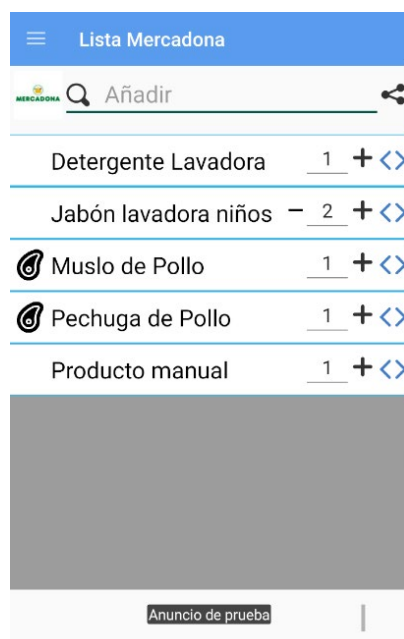 Lista Mercadona
MERCADONA Añadir
Detergente Lavadora 1
Jabón lavadora niños 2
Muslo de Pollo 1
Pechuga de Pollo 1
Producto manual 1
Anuncio de prueba